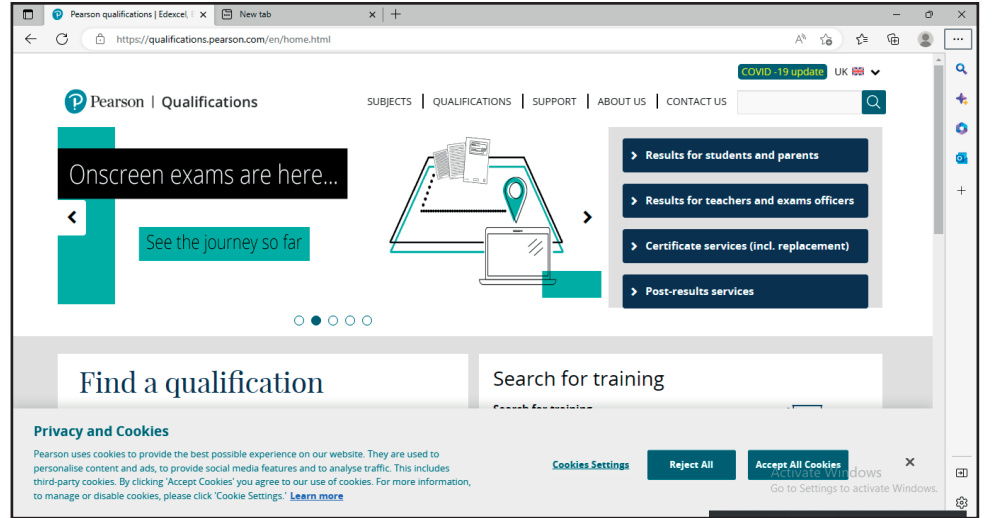 Pearson qualifications | Edexcel,
New tab
https://qualifications.pearson.com/en/home.html
COVID -19 update UK
Pearson | Qualifications
SUBJECTS | QUALIFICATIONS | SUPPORT | ABOUT US | CONTACT US
Onscreen exams are here...
See the journey so far
Results for students and parents
Results for teachers and exams officers
Certificate services (incl. replacement)
Post-results services
Find a qualification
Search for training
Search for training
Privacy and Cookies
Pearson uses cookies to provide the best possible experience on our website. They are used to
personalise content and ads, to provide social media features and to analyse traffic. This includes
third-party cookies. By clicking 'Accept Cookies' you agree to our use of cookies. For more information,
to manage or disable cookies, please click 'Cookie Settings.' Learn more
Cookies Settings
Reject All
Accept All Cookies
Activate Windows
Go to Settings to activate Windows.